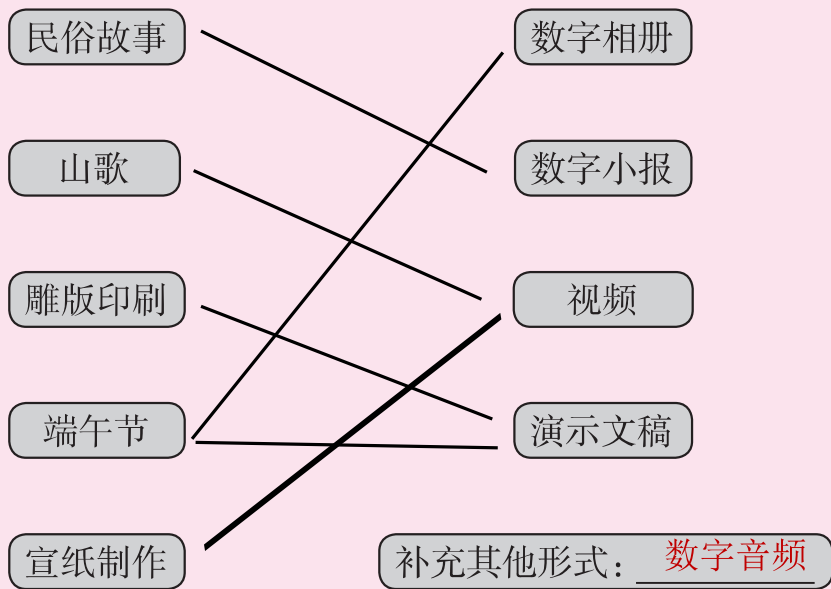 民俗故事
数字相册
山歌
数字小报
雕版印刷
视频
端午节
演示文稿
宣纸制作
补充其他形式：数字音频